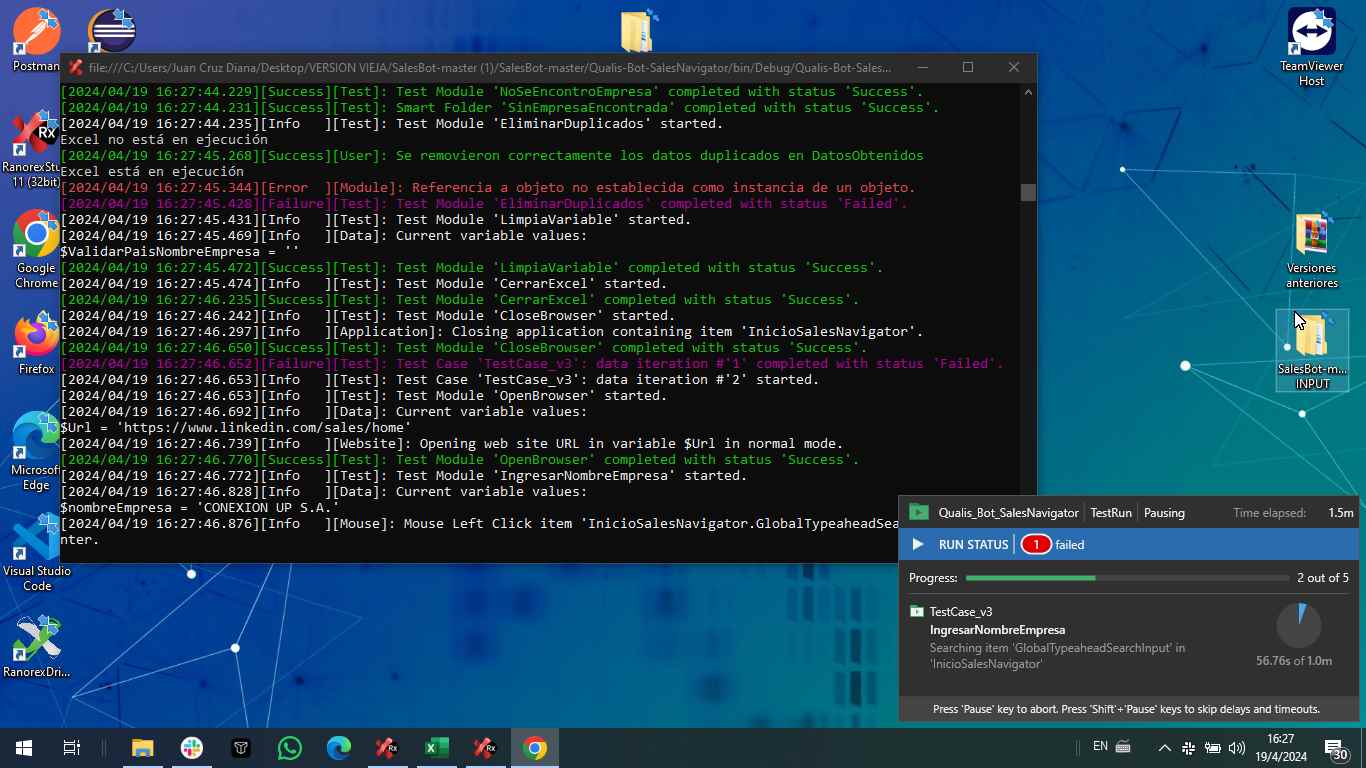 Postman
TeamViewer
Host
RanorexStu...
11 (32bit)
Google
Chrome
Firefox
Microsoft
Edge
Visual Studio
Code
RanorexDri...
Versiones
anteriores
SalesBot-m...
INPUT
file:///C:/Users/Juan Cruz Diana/Desktop/VERSION VIEJA/SalesBot-master (1)/SalesBot-master/Qualis-Bot-SalesNavigator/bin/Debug/Qualis-Bot-Sales...
[2024/04/19 16:27:44.229][Success][Test]: Test Module 'NoSeEncontroEmpresa' completed with status 'Success'.
[2024/04/19 16:27:44.231][Success][Test]: Smart Folder 'SinEmpresaEncontrada' completed with status 'Success'.
[2024/04/19 16:27:44.235][Info   ][Test]: Test Module 'EliminarDuplicados' started.
Excel no está en ejecución
[2024/04/19 16:27:45.268][Success][User]: Se removieron correctamente los datos duplicados en DatosObtenidos
Excel está en ejecución
[2024/04/19 16:27:45.344][Error  ][Module]: Referencia a objeto no establecida como instancia de un objeto.
[2024/04/19 16:27:45.428][Failure][Test]: Test Module 'EliminarDuplicados' completed with status 'Failed'.
[2024/04/19 16:27:45.431][Info   ][Test]: Test Module 'LimpiaVariable' started.
[2024/04/19 16:27:45.469][Info   ][Data]: Current variable values:
$ValidarPaisNombreEmpresa = ''
[2024/04/19 16:27:45.472][Success][Test]: Test Module 'LimpiaVariable' completed with status 'Success'.
[2024/04/19 16:27:45.474][Info   ][Test]: Test Module 'CerrarExcel' started.
[2024/04/19 16:27:46.235][Success][Test]: Test Module 'CerrarExcel' completed with status 'Success'.
[2024/04/19 16:27:46.242][Info   ][Test]: Test Module 'CloseBrowser' started.
[2024/04/19 16:27:46.297][Info   ][Application]: Closing application containing item 'InicioSalesNavigator'.
[2024/04/19 16:27:46.650][Success][Test]: Test Module 'CloseBrowser' completed with status 'Success'.
[2024/04/19 16:27:46.652][Failure][Test]: Test Case 'TestCase_v3': data iteration #'1' completed with status 'Failed'.
[2024/04/19 16:27:46.653][Info   ][Test]: Test Case 'TestCase_v3': data iteration #'2' started.
[2024/04/19 16:27:46.653][Info   ][Test]: Test Module 'OpenBrowser' started.
[2024/04/19 16:27:46.692][Info   ][Data]: Current variable values:
$Url = 'https://www.linkedin.com/sales/home'
[2024/04/19 16:27:46.739][Info   ][Website]: Opening web site URL in variable $Url in normal mode.
[2024/04/19 16:27:46.770][Success][Test]: Test Module 'OpenBrowser' completed with status 'Success'.
[2024/04/19 16:27:46.772][Info   ][Test]: Test Module 'IngresarNombreEmpresa' started.
[2024/04/19 16:27:46.828][Info   ][Data]: Current variable values:
$nombreEmpresa = 'CONEXION UP S.A.'
[2024/04/19 16:27:46.876][Info   ][Mouse]: Mouse Left Click item 'InicioSalesNavigator.GlobalTypeaheadSea
nter.
Qualis_Bot_SalesNavigator TestRun Pausing Time elapsed: 1.5m
RUN STATUS 1 failed
Progress: 2 out of 5
TestCase_v3
IngresarNombreEmpresa
Searching item 'GlobalTypeaheadSearchInput' in
'InicioSalesNavigator'
56.76s of 1.0m
Press 'Pause' key to abort. Press 'Shift'+'Pause' keys to skip delays and timeouts.
EN
16:27
19/4/2024
30